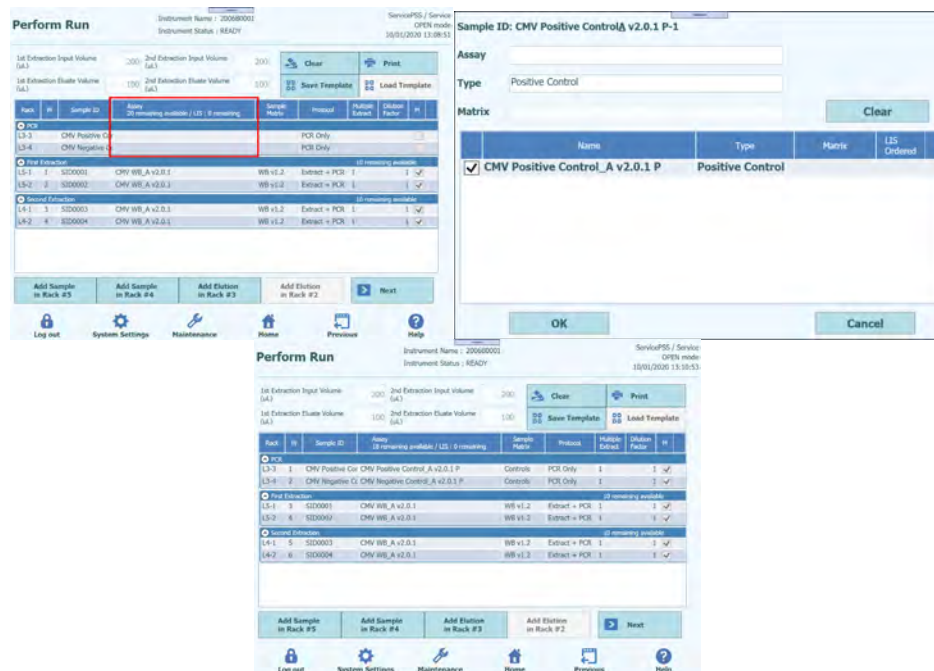 Perform Run
Instrument Name : 200680001
Instrument Status : READY
ServicePSS / Service
OPEN mode
10/01/2020 13:08:51
1st Extraction Input Volume (uL) 200 2nd Extraction Input Volume (uL) 200
Clear Print
1st Extraction Eluate Volume (uL) 100 2nd Extraction Eluate Volume (uL) 100
Save Template Load Template
Rack Sample ID Assay Sample Matrix Protocol Multiple Extract Dilution Factor
20 remaining available / LIS : 0 remaining
PCR
L3-3 CMV Positive Co PCR Only
L3-4 CMV Negative Co PCR Only
First Extraction 10 remaining available
L5-1 1 SID0001 CMV WB_A v2.0.1 WB v1.2 Extract + PCR 1 1
L5-2 2 SID0002 CMV WB_A v2.0.1 WB v1.2 Extract + PCR 1 1
Second Extraction 10 remaining available
L4-1 3 SID0003 CMV WB_A v2.0.1 WB v1.2 Extract + PCR 1 1
L4-2 4 SID0004 CMV WB_A v2.0.1 WB v1.2 Extract + PCR 1 1
Add Sample in Rack #5 Add Sample in Rack #4 Add Elution in Rack #3 Add Elution in Rack #2 Next
Log out System Settings Maintenance Home Previous Help
Sample ID: CMV Positive ControlA v2.0.1 P-1
Assay
Type Positive Control
Matrix Clear
Name Type Matrix LIS Ordered
CMV Positive Control_A v2.0.1 P Positive Control
OK Cancel
Perform Run
Instrument Name : 200680001
Instrument Status : READY
ServicePSS / Service
OPEN mode
10/01/2020 13:10:53
1st Extraction Input Volume (uL) 200 2nd Extraction Input Volume (uL) 200
Clear Print
1st Extraction Eluate Volume (uL) 100 2nd Extraction Eluate Volume (uL) 100
Save Template Load Template
Rack Sample ID Assay Sample Matrix Protocol Multiple Extract Dilution Factor
18 remaining available / LIS : 0 remaining
PCR
L3-3 1 CMV Positive Cor CMV Positive Control_A v2.0.1 P Controls PCR Only 1 1
L3-4 2 CMV Negative Co CMV Negative Control_A v2.0.1 P Controls PCR Only 1 1
First Extraction 10 remaining available
L5-1 3 SID0001 CMV WB_A v2.0.1 WB v1.2 Extract + PCR 1 1
L5-2 4 SID0002 CMV WB_A v2.0.1 WB v1.2 Extract + PCR 1 1
Second Extraction 10 remaining available
L4-1 5 SID0003 CMV WB_A v2.0.1 WB v1.2 Extract + PCR 1 1
L4-2 6 SID0004 CMV WB_A v2.0.1 WB v1.2 Extract + PCR 1 1
Add Sample in Rack #5 Add Sample in Rack #4 Add Elution in Rack #3 Add Elution in Rack #2 Next
Log out System Settings Maintenance Home Previous Help